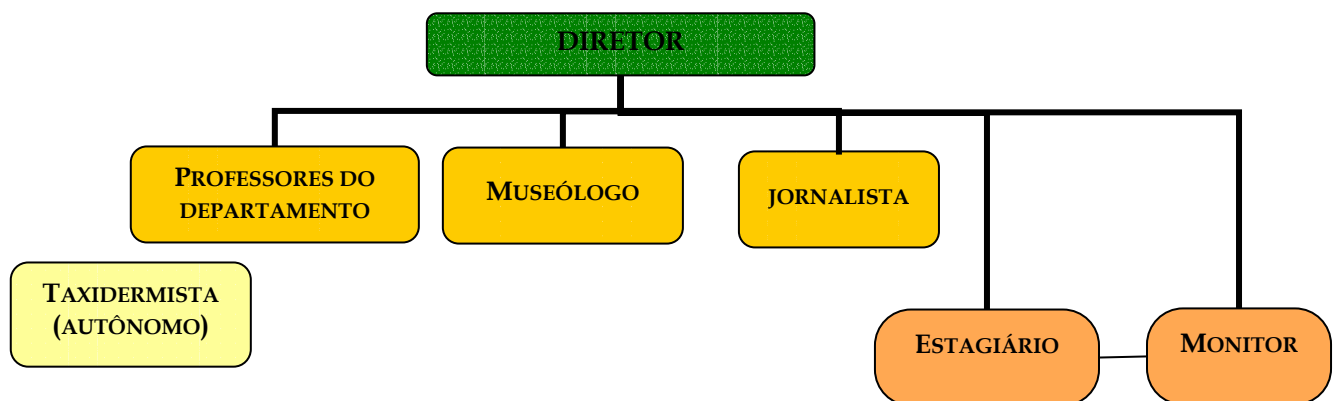 DIRETOR
PROFESSORES DO
DEPARTAMENTO
MUSEÓLOGO
JORNALISTA
TAXIDERMISTA
(AUTÔNOMO)
ESTAGIÁRIO
MONITOR